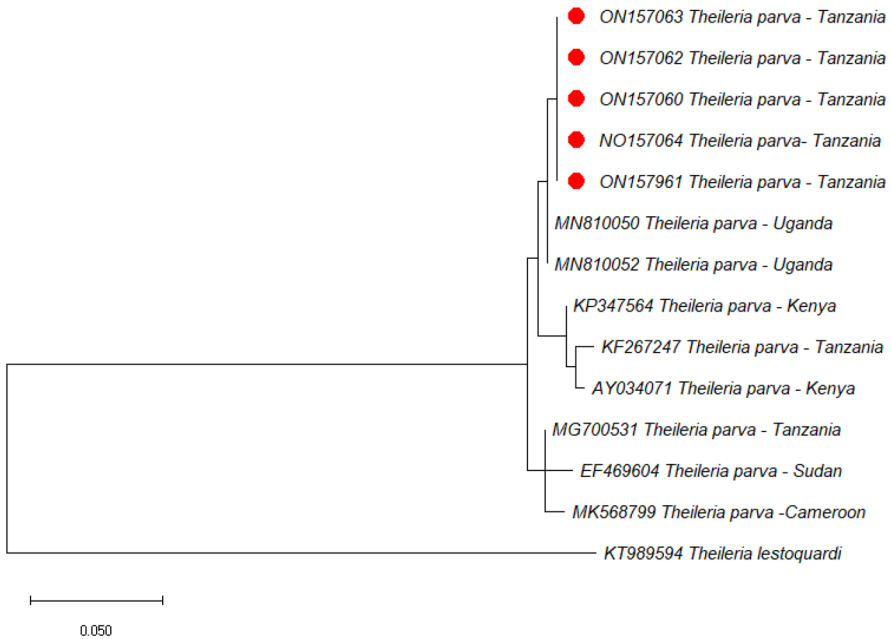 ON157063 Theileria parva - Tanzania
ON157062 Theileria parva - Tanzania
ON157060 Theileria parva - Tanzania
NO157064 Theileria parva- Tanzania
ON157961 Theileria parva - Tanzania
MN810050 Theileria parva - Uganda
MN810052 Theileria parva - Uganda
KP347564 Theileria parva - Kenya
KF267247 Theileria parva - Tanzania
AY034071 Theileria parva - Kenya
MG700531 Theileria parva - Tanzania
EF469604 Theileria parva - Sudan
MK568799 Theileria parva -Cameroon
KT989594 Theileria lestoquardi
0.050